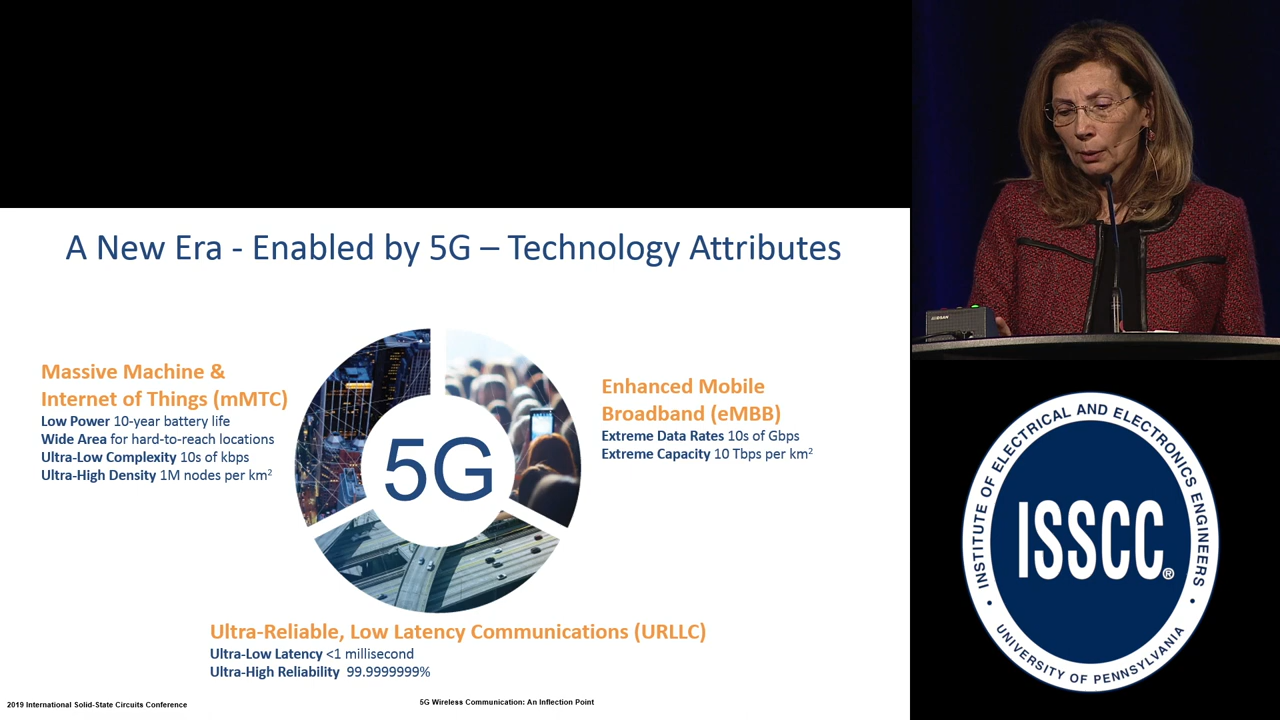 A New Era - Enabled by 5G – Technology Attributes
Massive Machine &
Internet of Things (mMTC)
Low Power 10-year battery life
Wide Area for hard-to-reach locations
Ultra-Low Complexity 10s of kbps
Ultra-High Density 1M nodes per km²
5G
Enhanced Mobile
Broadband (eMBB)
Extreme Data Rates 10s of Gbps
Extreme Capacity 10 Tbps per km²
Ultra-Reliable, Low Latency Communications (URLLC)
Ultra-Low Latency <1 millisecond
Ultra-High Reliability 99.9999999%
2019 International Solid-State Circuits Conference
5G Wireless Communication: An Inflection Point
INSTITUTE OF ELECTRICAL AND ELECTRONICS ENGINEERS
ISSCC®
• UNIVERSITY OF PENNSYLVANIA •